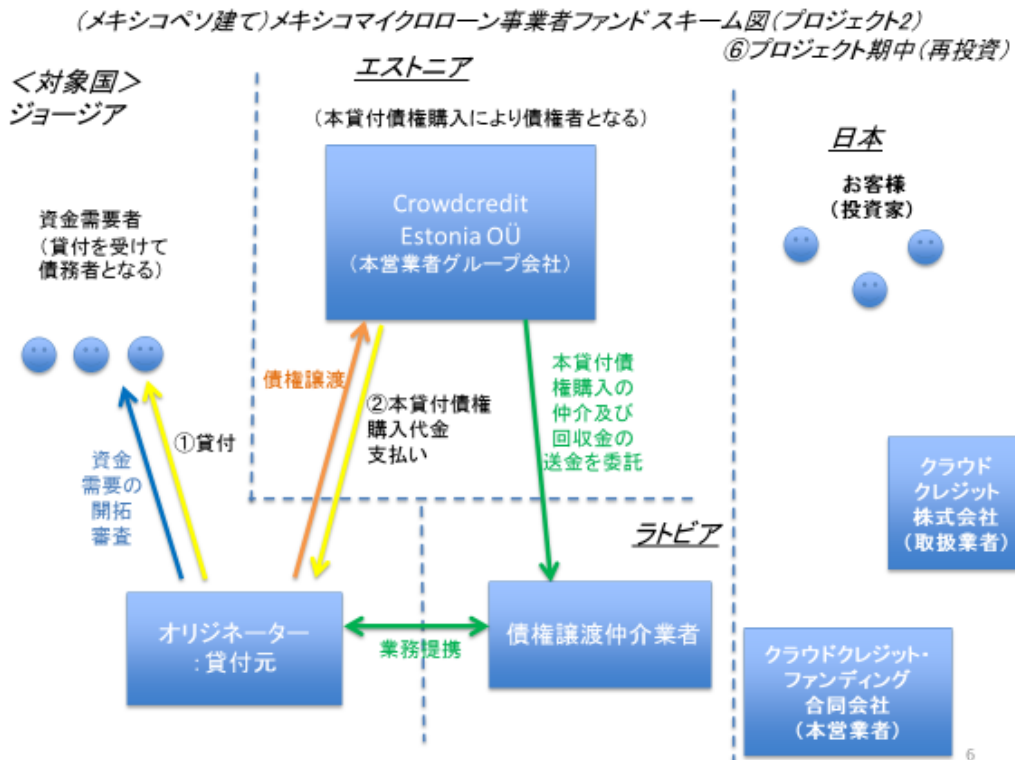 (メキシコペソ建て)メキシコマイクロローン事業者ファンドスキーム図(プロジェクト2)
⑥プロジェクト期中(再投資)
<対象国>
ジョージア
エストニア
(本貸付債権購入により債権者となる)
日本
お客様
(投資家)
資金需要者
(貸付を受けて
債務者となる)
Crowdcredit
Estonia OÜ
(本営業者グループ会社)
債権譲渡
②本貸付債権
購入代金
支払い
本貸付債
権購入の
仲介及び
回収金の
送金を委託
①貸付
資金
需要の
開拓
審査
クラウド
クレジット
株式会社
(取扱業者)
ラトビア
オリジネーター
:貸付元
業務提携
債権譲渡仲介業者
クラウドクレジット・
ファンディング
合同会社
(本営業者)
6